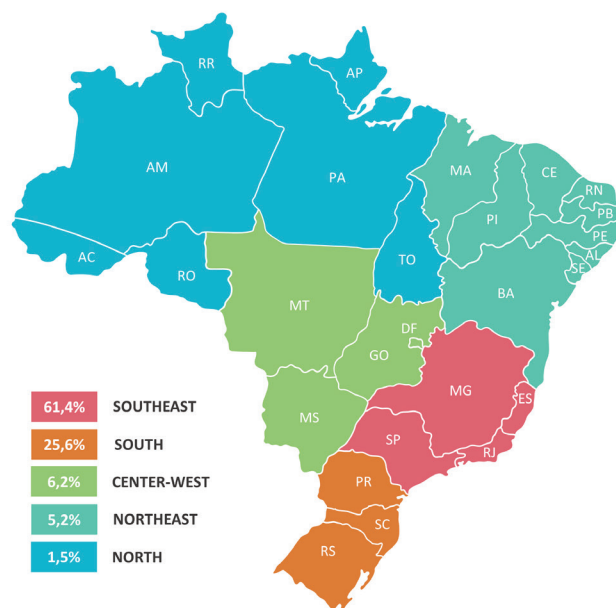 RR
AP
AM
PA
MA
CE
RN
PB
PE
AL
SE
PI
AC
RO
TO
BA
MT
DF
GO
MG
ES
MS
SP
RJ
PR
SC
RS
61,4% SOUTHEAST
25,6% SOUTH
6,2% CENTER-WEST
5,2% NORTHEAST
1,5% NORTH